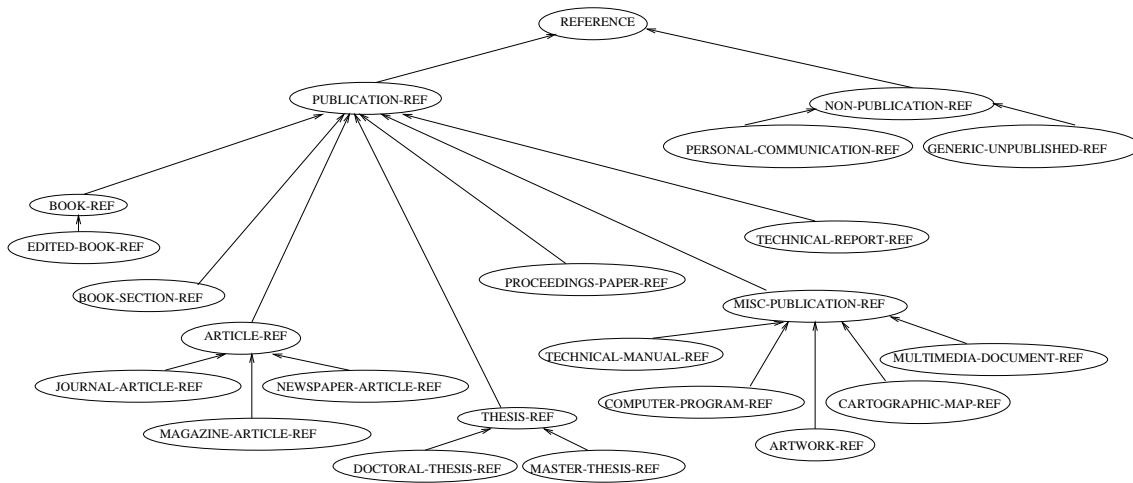 REFERENCE
PUBLICATION-REF
NON-PUBLICATION-REF
PERSONAL-COMMUNICATION-REF
GENERIC-UNPUBLISHED-REF
BOOK-REF
EDITED-BOOK-REF
TECHNICAL-REPORT-REF
BOOK-SECTION-REF
PROCEEDINGS-PAPER-REF
MISC-PUBLICATION-REF
ARTICLE-REF
TECHNICAL-MANUAL-REF
MULTIMEDIA-DOCUMENT-REF
JOURNAL-ARTICLE-REF
NEWSPAPER-ARTICLE-REF
COMPUTER-PROGRAM-REF
CARTOGRAPHIC-MAP-REF
THESIS-REF
MAGAZINE-ARTICLE-REF
ARTWORK-REF
DOCTORAL-THESIS-REF
MASTER-THESIS-REF